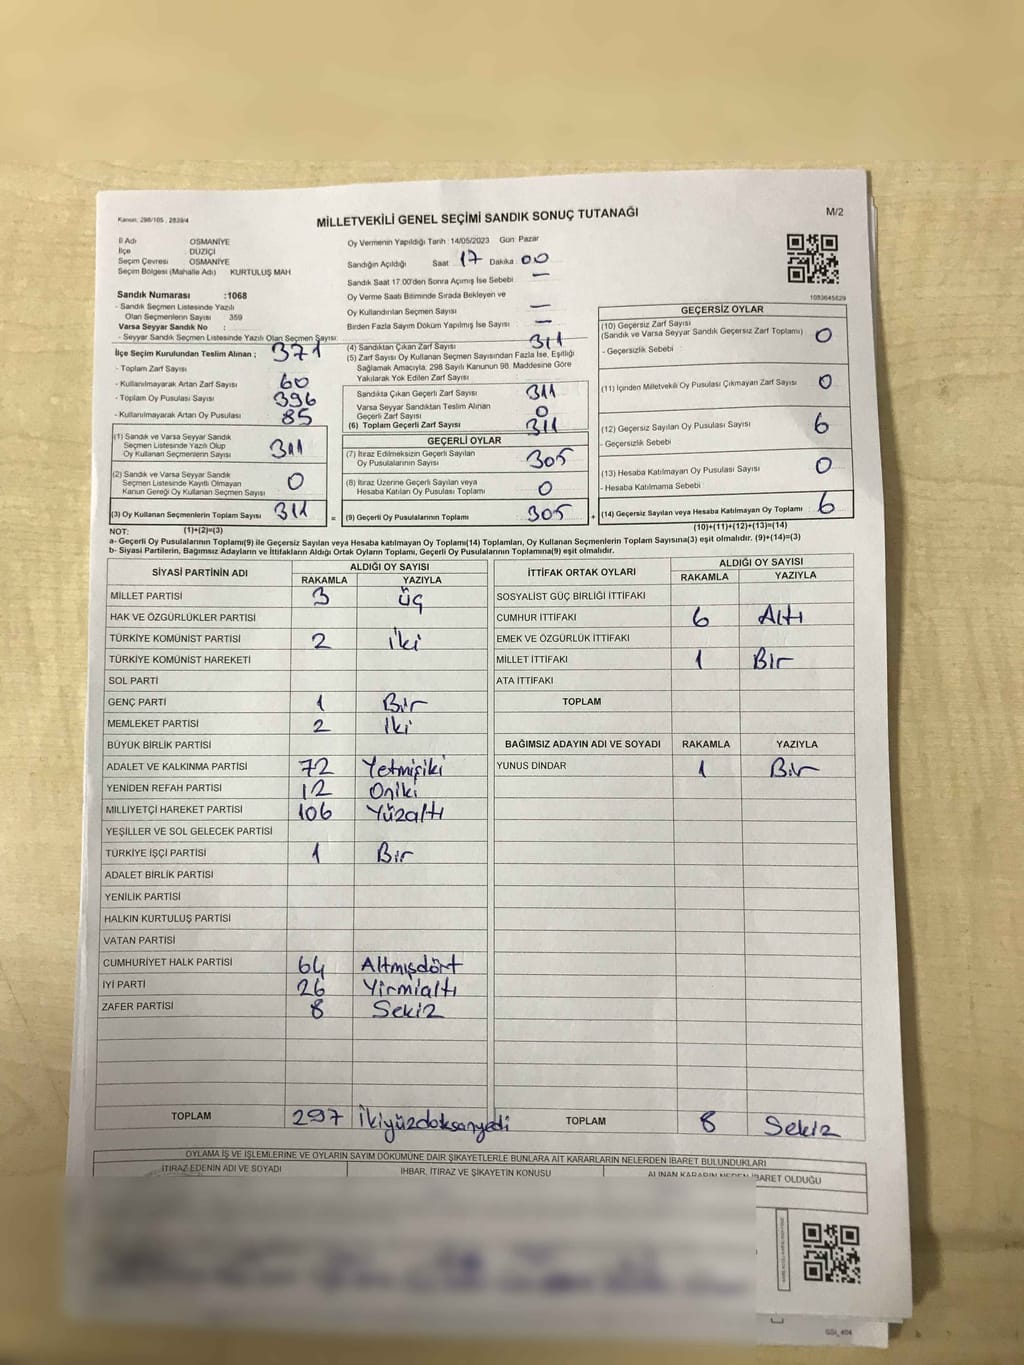 Kanun: 298/105 , 2839/4
MİLLETVEKİLİ GENEL SEÇİMİ SANDIK SONUÇ TUTANAĞI
M/2
İl Adı OSMANİYE
İlçe DÜZİÇİ
Seçim Çevresi OSMANİYE
Seçim Bölgesi (Mahalle Adı) KURTULUŞ MAH
Sandık Numarası :1068
- Sandık Seçmen Listesinde Yazılı
Olan Seçmenlerin Sayısı 359
Varsa Seyyar Sandık No :
- Seyyar Sandık Listesinde Yazılı Olan Seçmen Sayısı:
İlçe Seçim Kurulundan Teslim Alınan ; 371
- Toplam Zarf Sayısı
- Kullanılmayarak Artan Zarf Sayısı 60
- Toplam Oy Pusulası Sayısı 396
- Kullanılmayarak Artan Oy Pusulası 85
(1) Sandık ve Varsa Seyyar Sandık
Seçmen Listesinde Yazılı Olup
Oy Kullanan Seçmenlerin Sayısı 311
(2) Sandık ve Varsa Seyyar Sandık
Seçmen Listesinde Kayıtlı Olmayan
Kanun Gereği Oy Kullanan Seçmen Sayısı 0
(3) Oy Kullanan Seçmenlerin Toplam Sayısı 311
Oy Vermenin Yapıldığı Tarih : 14/05/2023 Gün: Pazar
Sandığın Açıldığı Saat 17 Dakika 00
Sandık Saat 17:00'den Sonra Açılmış İse Sebebi —
Oy Verme Saati Bitiminde Sırada Bekleyen ve
Oy Kullandırılan Seçmen Sayısı —
Birden Fazla Sayım Döküm Yapılmış İse Sayısı —
(4) Sandıktan Çıkan Zarf Sayısı 311
(5) Zarf Sayısı Oy Kullanan Seçmen Sayısından Fazla İse, Eşitliği
Sağlamak Amacıyla, 298 Sayılı Kanunun 98. Maddesine Göre
Yakılarak Yok Edilen Zarf Sayısı
Sandıkta Çıkan Geçerli Zarf Sayısı 311
Varsa Seyyar Sandıktan Teslim Alınan
Geçerli Zarf Sayısı 0
(6) Toplam Geçerli Zarf Sayısı 311
GEÇERLİ OYLAR
(7) İtiraz Edilmeksizin Geçerli Sayılan
Oy Pusulalarının Sayısı 305
(8) İtiraz Üzerine Geçerli Sayılan veya
Hesaba Katılan Oy Pusulası Toplamı 0
= (9) Geçerli Oy Pusulalarının Toplamı 305 +
1083645629
GEÇERSİZ OYLAR
(10) Geçersiz Zarf Sayısı
(Sandık ve Varsa Seyyar Sandık Geçersiz Zarf Toplamı) 0
- Geçersizlik Sebebi :
(11) İçinden Milletvekili Oy Pusulası Çıkmayan Zarf Sayısı 0
(12) Geçersiz Sayılan Oy Pusulası Sayısı 6
- Geçersizlik Sebebi :
(13) Hesaba Katılmayan Oy Pusulası Sayısı 0
- Hesaba Katılmama Sebebi :
(14) Geçersiz Sayılan veya Hesaba Katılmayan Oy Toplamı 6
NOT: (1)+(2)=(3) (10)+(11)+(12)+(13)=(14)
a- Geçerli Oy Pusulalarının Toplamı(9) ile Geçersiz Sayılan veya Hesaba katılmayan Oy Toplamı(14) Toplamları, Oy Kullanan Seçmenlerin Toplam Sayısına(3) eşit olmalıdır. (9)+(14)=(3)
b- Siyasi Partilerin, Bağımsız Adayların ve İttifakların Aldığı Ortak Oyların Toplamı, Geçerli Oy Pusulalarının Toplamına(9) eşit olmalıdır.
SİYASİ PARTİNİN ADI ALDIĞI OY SAYISI
RAKAMLA YAZIYLA
MİLLET PARTİSİ 3 üç
HAK VE ÖZGÜRLÜKLER PARTİSİ
TÜRKİYE KOMÜNİST PARTİSİ 2 iki
TÜRKİYE KOMÜNİST HAREKETİ
SOL PARTİ
GENÇ PARTİ 1 Bir
MEMLEKET PARTİSİ 2 iki
BÜYÜK BİRLİK PARTİSİ
ADALET VE KALKINMA PARTİSİ 72 Yetmişiki
YENİDEN REFAH PARTİSİ 12 Oniki
MİLLİYETÇİ HAREKET PARTİSİ 106 Yüzaltı
YEŞİLLER VE SOL GELECEK PARTİSİ
TÜRKİYE İŞÇİ PARTİSİ 1 Bir
ADALET BİRLİK PARTİSİ
YENİLİK PARTİSİ
HALKIN KURTULUŞ PARTİSİ
VATAN PARTİSİ
CUMHURİYET HALK PARTİSİ 64 Altmışdört
İYİ PARTİ 26 Yirmialtı
ZAFER PARTİSİ 8 Sekiz
TOPLAM 297 İkiyüzdoksanyedi
İTTİFAK ORTAK OYLARI ALDIĞI OY SAYISI
RAKAMLA YAZIYLA
SOSYALİST GÜÇ BİRLİĞİ İTTİFAKI
CUMHUR İTTİFAKI 6 Altı
EMEK VE ÖZGÜRLÜK İTTİFAKI
MİLLET İTTİFAKI 1 Bir
ATA İTTİFAKI
TOPLAM
BAĞIMSIZ ADAYIN ADI VE SOYADI RAKAMLA YAZIYLA
YUNUS DİNDAR 1 Bir
TOPLAM 8 Sekiz
OYLAMA İŞ VE İŞLEMLERİNE VE OYLARIN SAYIM DÖKÜMÜNE DAİR ŞİKAYETLERLE BUNLARA AİT KARARLARIN NELERDEN İBARET BULUNDUKLARI
İTİRAZ EDENİN ADI VE SOYADI İHBAR, İTİRAZ VE ŞİKAYETİN KONUSU ALINAN KARARIN NEDEN İBARET OLDUĞU
GSI_404